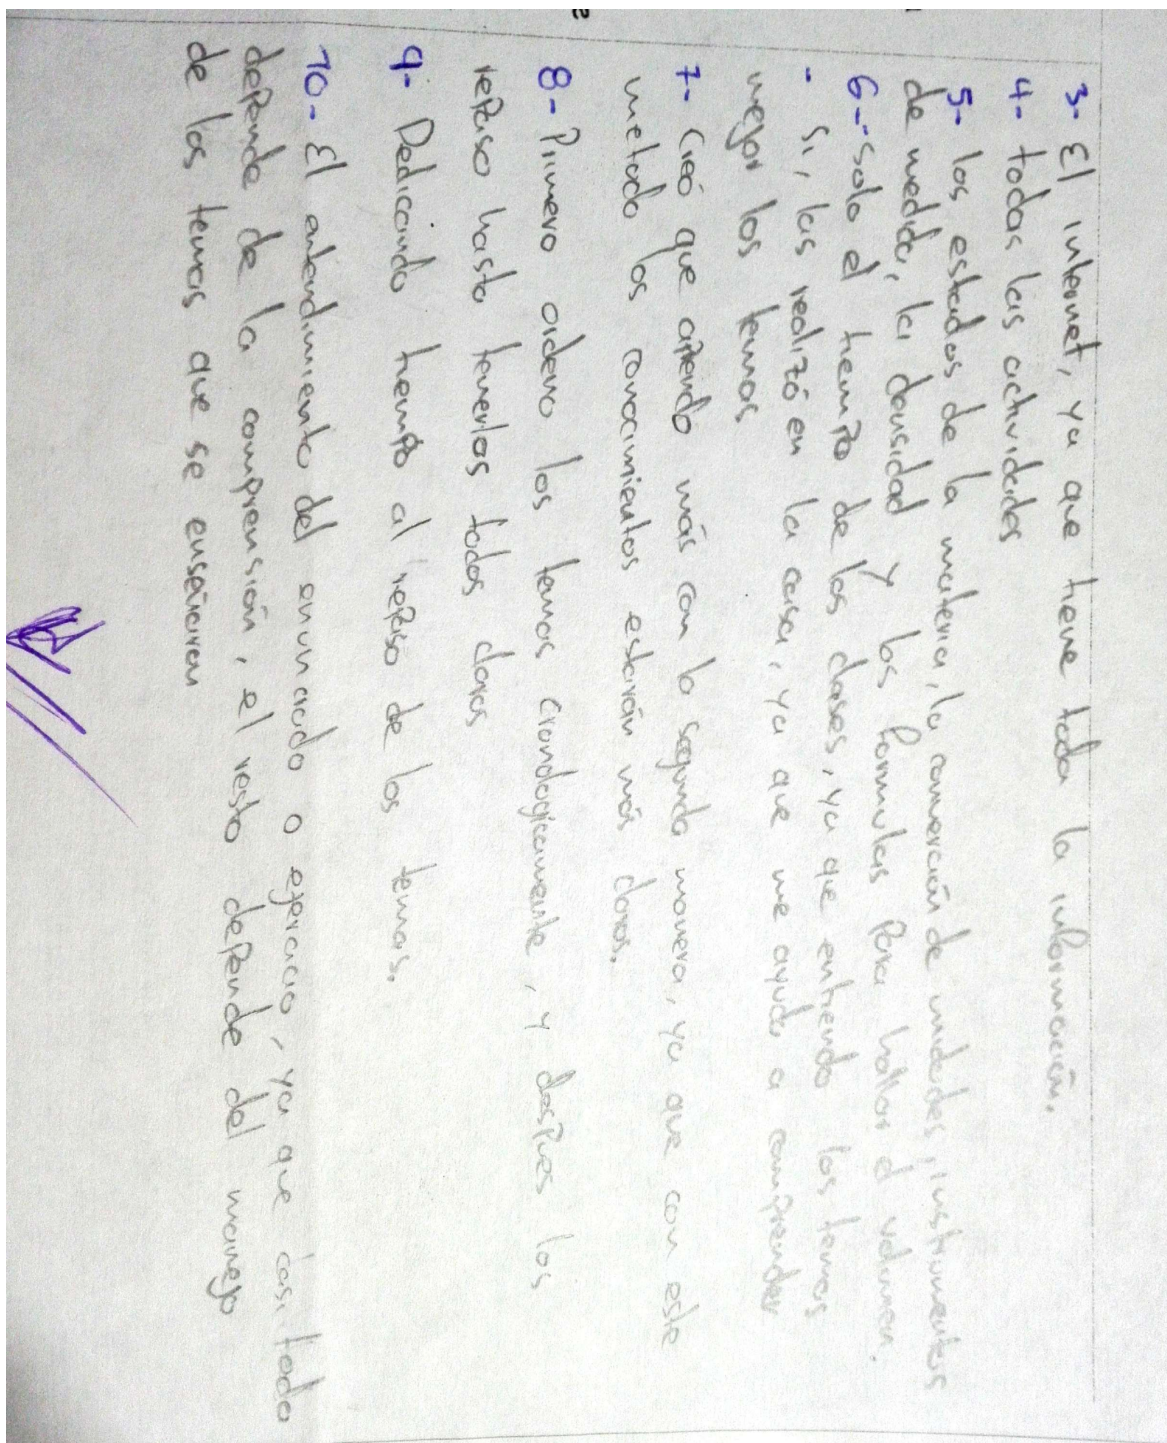 3- El internet, ya que tiene toda la información.
4- todas las actividades
5- los estados de la materia, la conversión de unidades, instrumentos
de medida, la densidad y las formulas para hallar el volumen.
6-- solo el tiempo de las clases, ya que entiendo los temas
- Si, las realizó en la casa, ya que me ayuda a comprender
mejor los temas
7- Creó que aprendo más con la segunda manera, ya que con este
metodo los conocimientos estarán más claros.
8- Primero ordeno los temas cronologicamente, y despues los
repaso hasta tenerlos todos claros
9- Dedicando tiempo al repaso de los temas.
10- El entendimiento del enunciado o ejercicio, ya que casi todo
depende de la comprensión, el resto depende del manejo
de los temas que se enseñaron